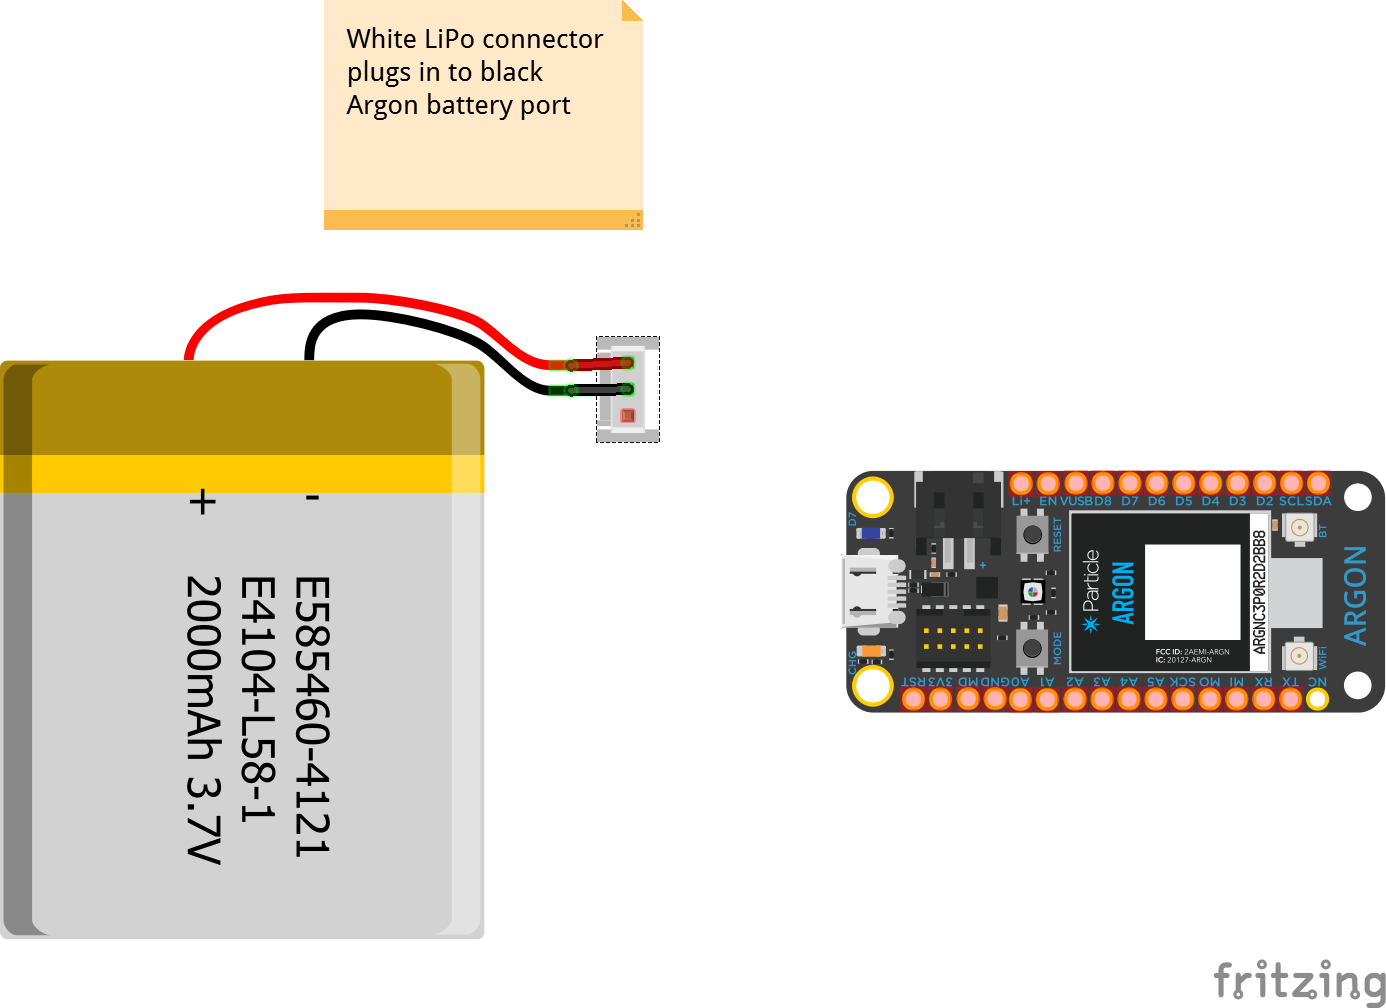 White LiPo connector
plugs in to black
Argon battery port
+ -
E585460-4121
E4104-L58-1
2000mAh 3.7V
Li+ EN VUSB D8 D7 D6 D5 D4 D3 D2 SCL SDA
D7
RESET
BT
+
Particle
ARGON
ARGNC3P0R2D2BB8
ARGON
FCC ID: 2AEMI-ARGN
IC: 20127-ARGN
MODE
WiFi
CHG
RST 3V3 MD GND A0 A1 A2 A3 A4 A5 SCK MO MI RX TX NC
fritzing